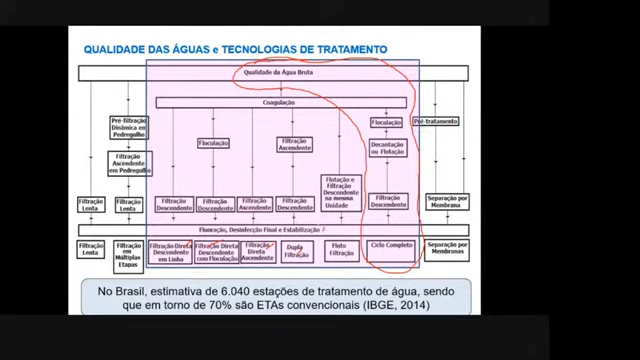 QUALIDADE DAS ÁGUAS e TECNOLOGIAS DE TRATAMENTO
Qualidade da Água Bruta
Coagulação
Pré-filtração
Dinâmica em
Pedregulho
Floculação
Filtração
Ascendente
Floculação
Pré-tratamento
Filtração
Ascendente
em Pedregulho
Decantação
ou Flotação
Filtração
Lenta
Filtração
Lenta
Filtração
Descendente
Filtração
Descendente
Filtração
Ascendente
Filtração
Descendente
Flotação e
Filtração
Descendente
na mesma
Unidade
Filtração
Descendente
Separação por
Membrana
Fluoração, Desinfecção Final e Estabilização
Filtração
Lenta
Filtração
em Múltiplas
Etapas
Filtração Direta
Descendente
em Linha
Filtração Direta
Descendente
com Floculação
Filtração
Direta
Ascendente
Dupla
Filtração
Floto
Filtração
Ciclo Completo
Separação por
Membranas
No Brasil, estimativa de 6.040 estações de tratamento de água, sendo
que em torno de 70% são ETAs convencionais (IBGE, 2014)